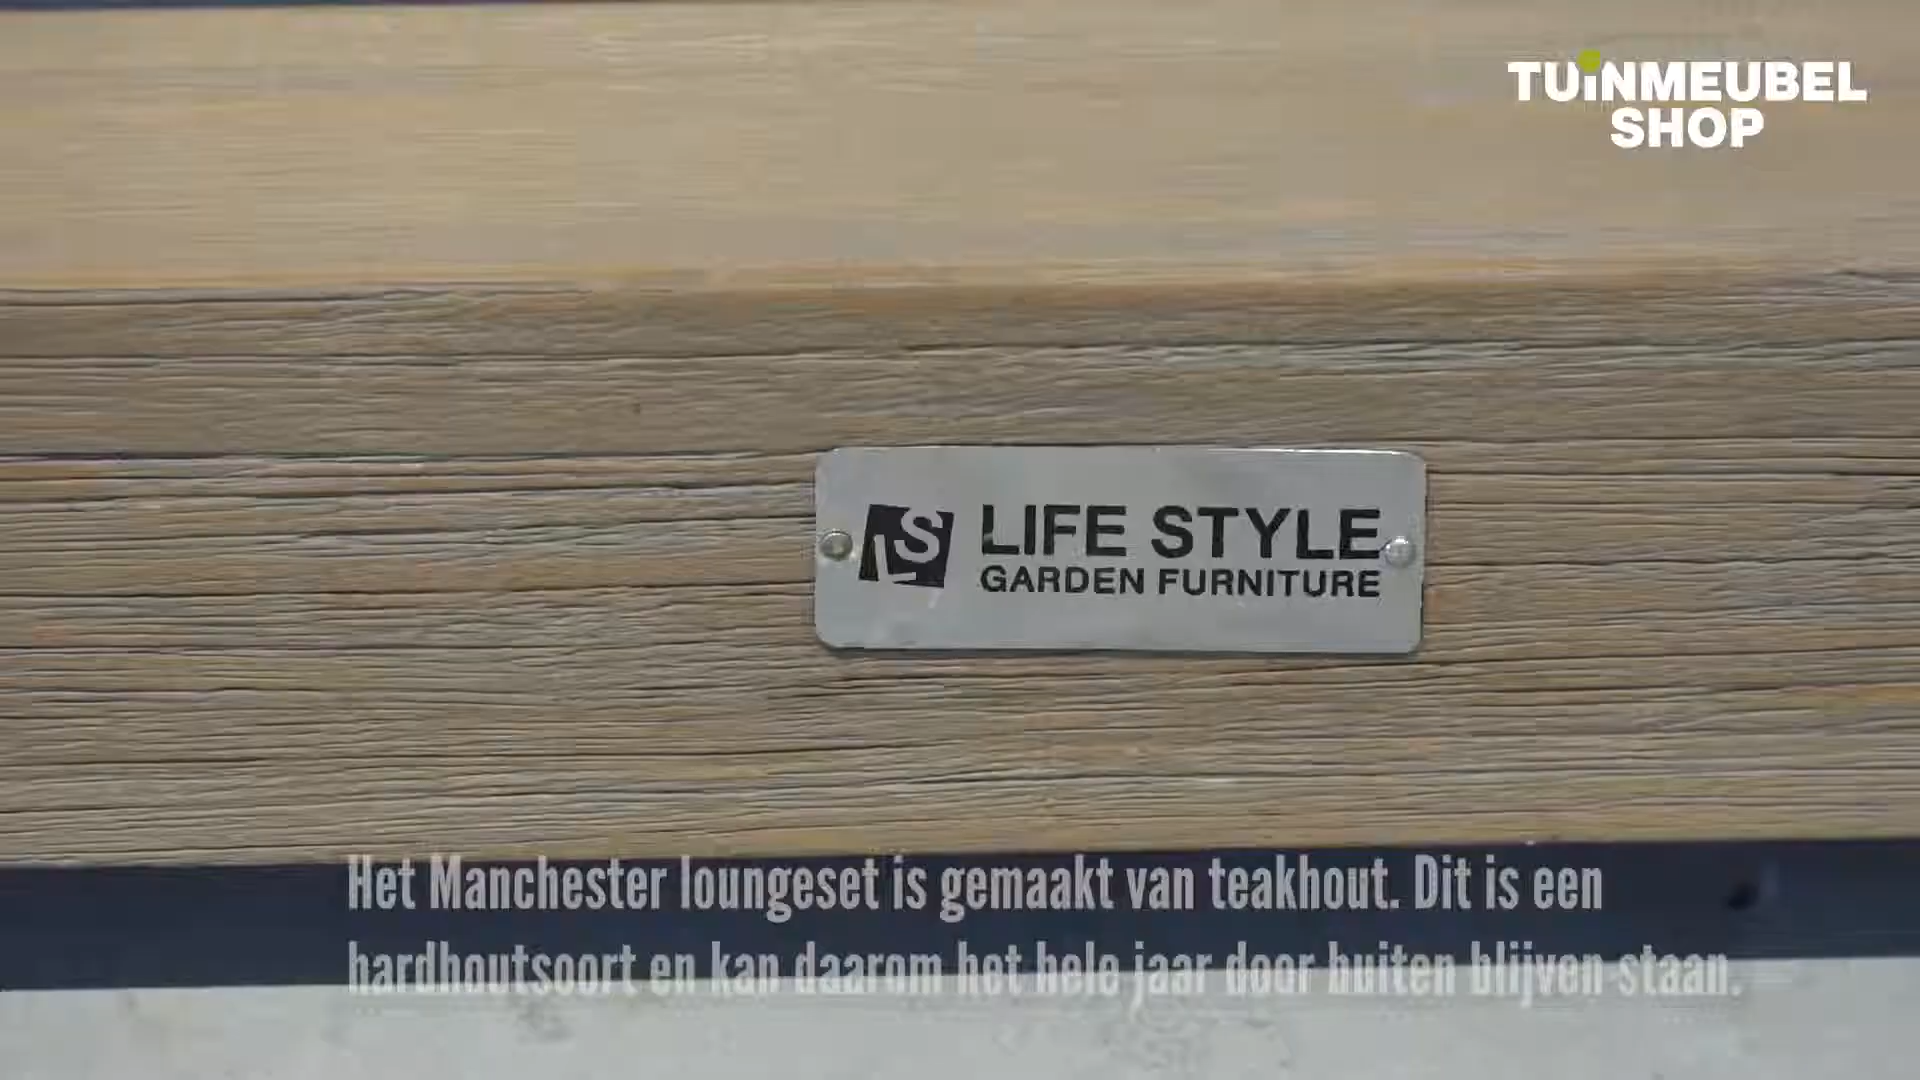 TUINMEUBEL
SHOP
LS LIFE STYLE
GARDEN FURNITURE
Het Manchester loungeset is gemaakt van teakhout. Dit is een
hardhoutsoort en kan daarom het hele jaar door buiten blijven staan.